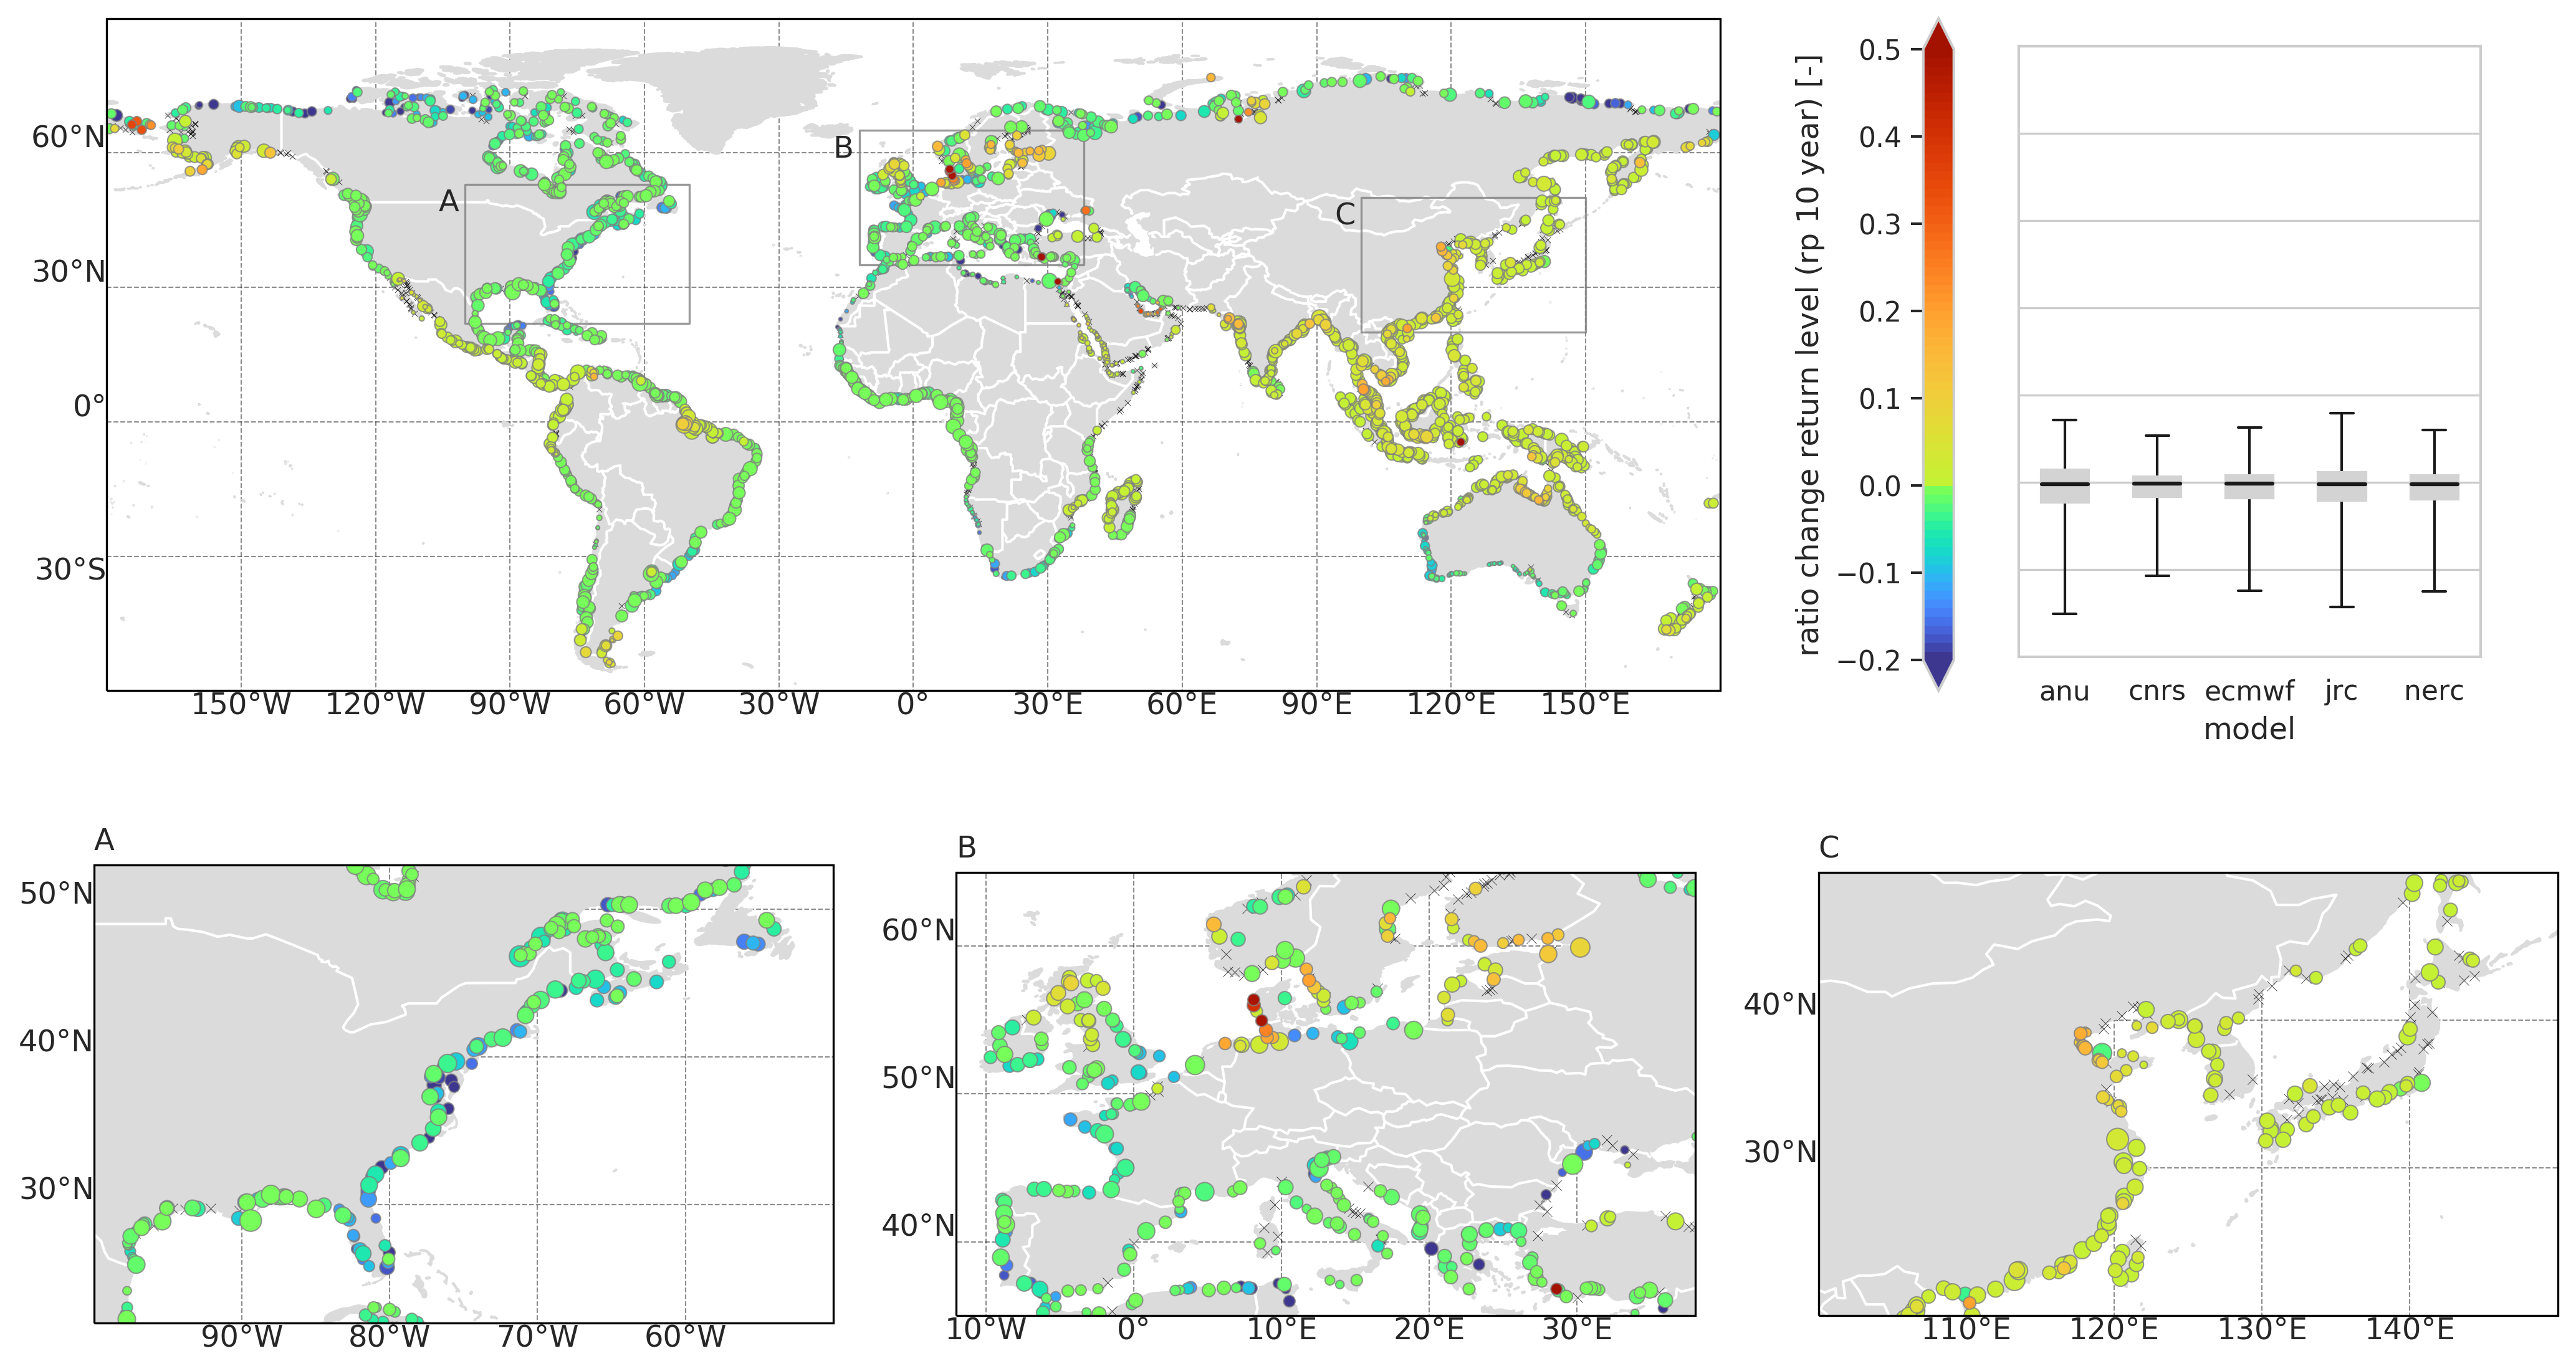 60°N
30°N
0°
30°S
150°W 120°W 90°W 60°W 30°W 0° 30°E 60°E 90°E 120°E 150°E
A
B
C
ratio change return level (rp 10 year) [-]
0.5
0.4
0.3
0.2
0.1
0.0
−0.1
−0.2
anu cnrs ecmwf jrc nerc
model
A
50°N
40°N
30°N
90°W 80°W 70°W 60°W
B
60°N
50°N
40°N
10°W 0° 10°E 20°E 30°E
C
40°N
30°N
110°E 120°E 130°E 140°E